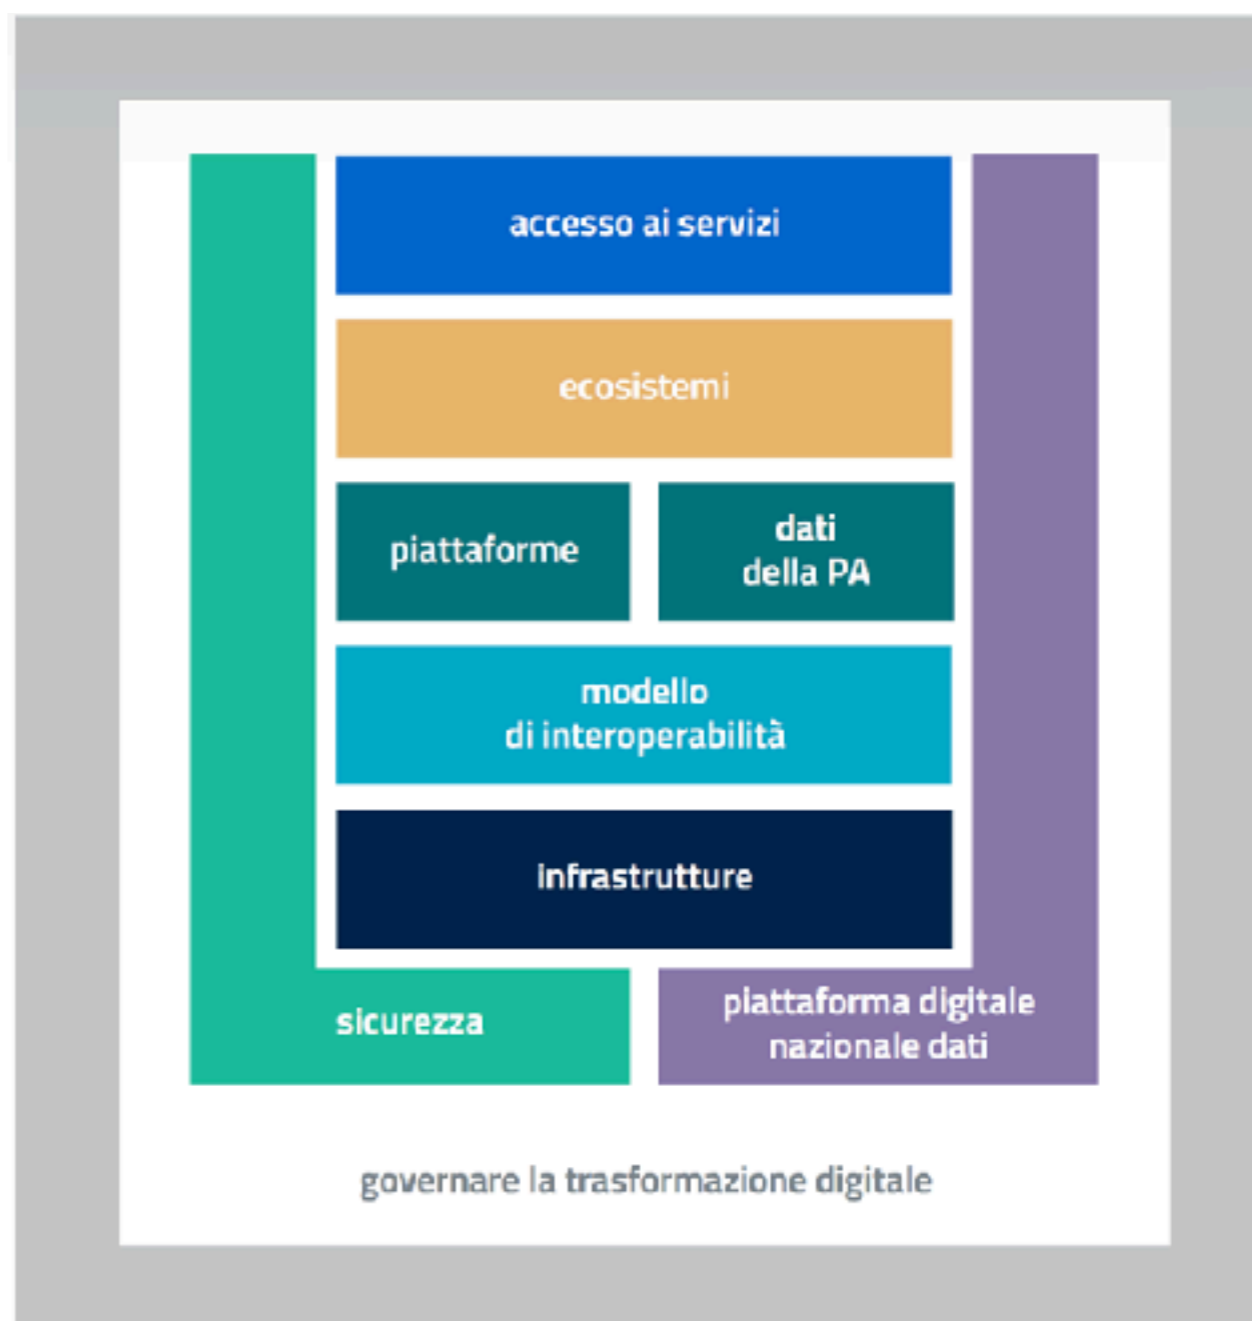 accesso ai servizi
ecosistemi
piattaforme
dati
della PA
modello
di interoperabilità
infrastrutture
sicurezza
piattaforma digitale
nazionale dati
governare la trasformazione digitale